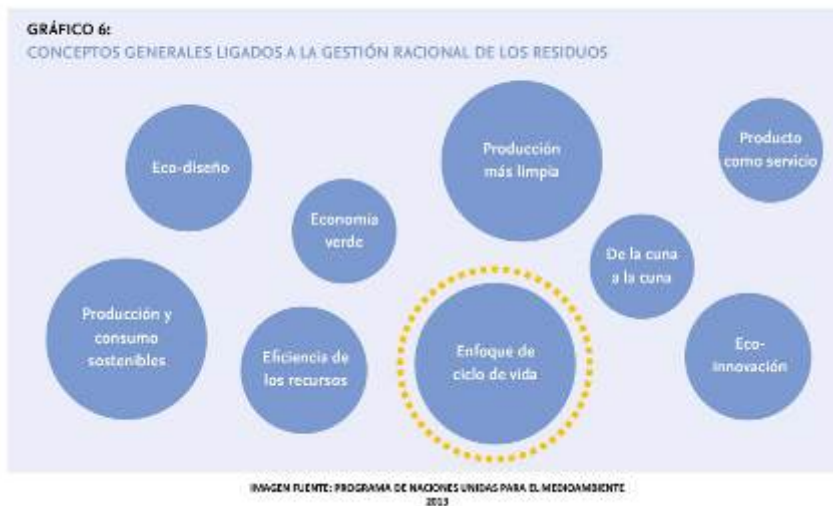 GRÁFICO 6:
CONCEPTOS GENERALES LIGADOS A LA GESTIÓN RACIONAL DE LOS RESIDUOS
Eco-diseño
Producción
más limpia
Producto
como servicio
Economía
verde
De la cuna
a la cuna
Producción y
consumo
sostenibles
Eficiencia de
los recursos
Enfoque de
ciclo de vida
Eco-
innovación
IMAGEN FUENTE: PROGRAMA DE NACIONES UNIDAS PARA EL MEDIOAMBIENTE
2013